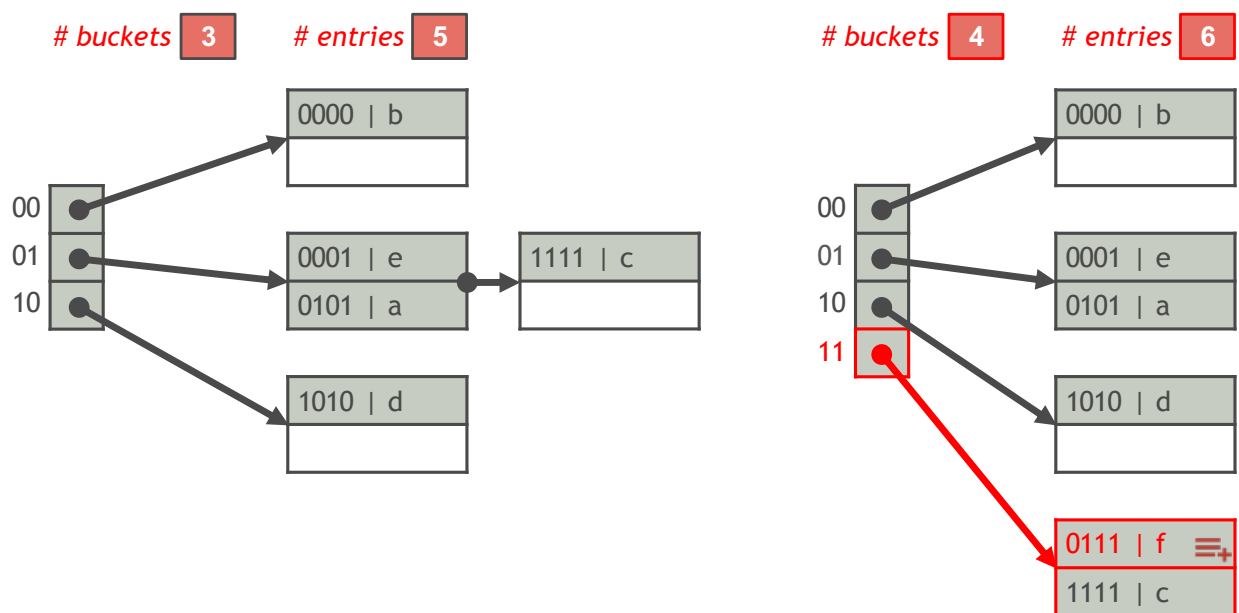 # buckets 3 # entries 5
0000 | b
00
01
10
0001 | e
0101 | a
1111 | c
1010 | d
# buckets 4 # entries 6
0000 | b
00
01
10
11
0001 | e
0101 | a
1010 | d
0111 | f
1111 | c